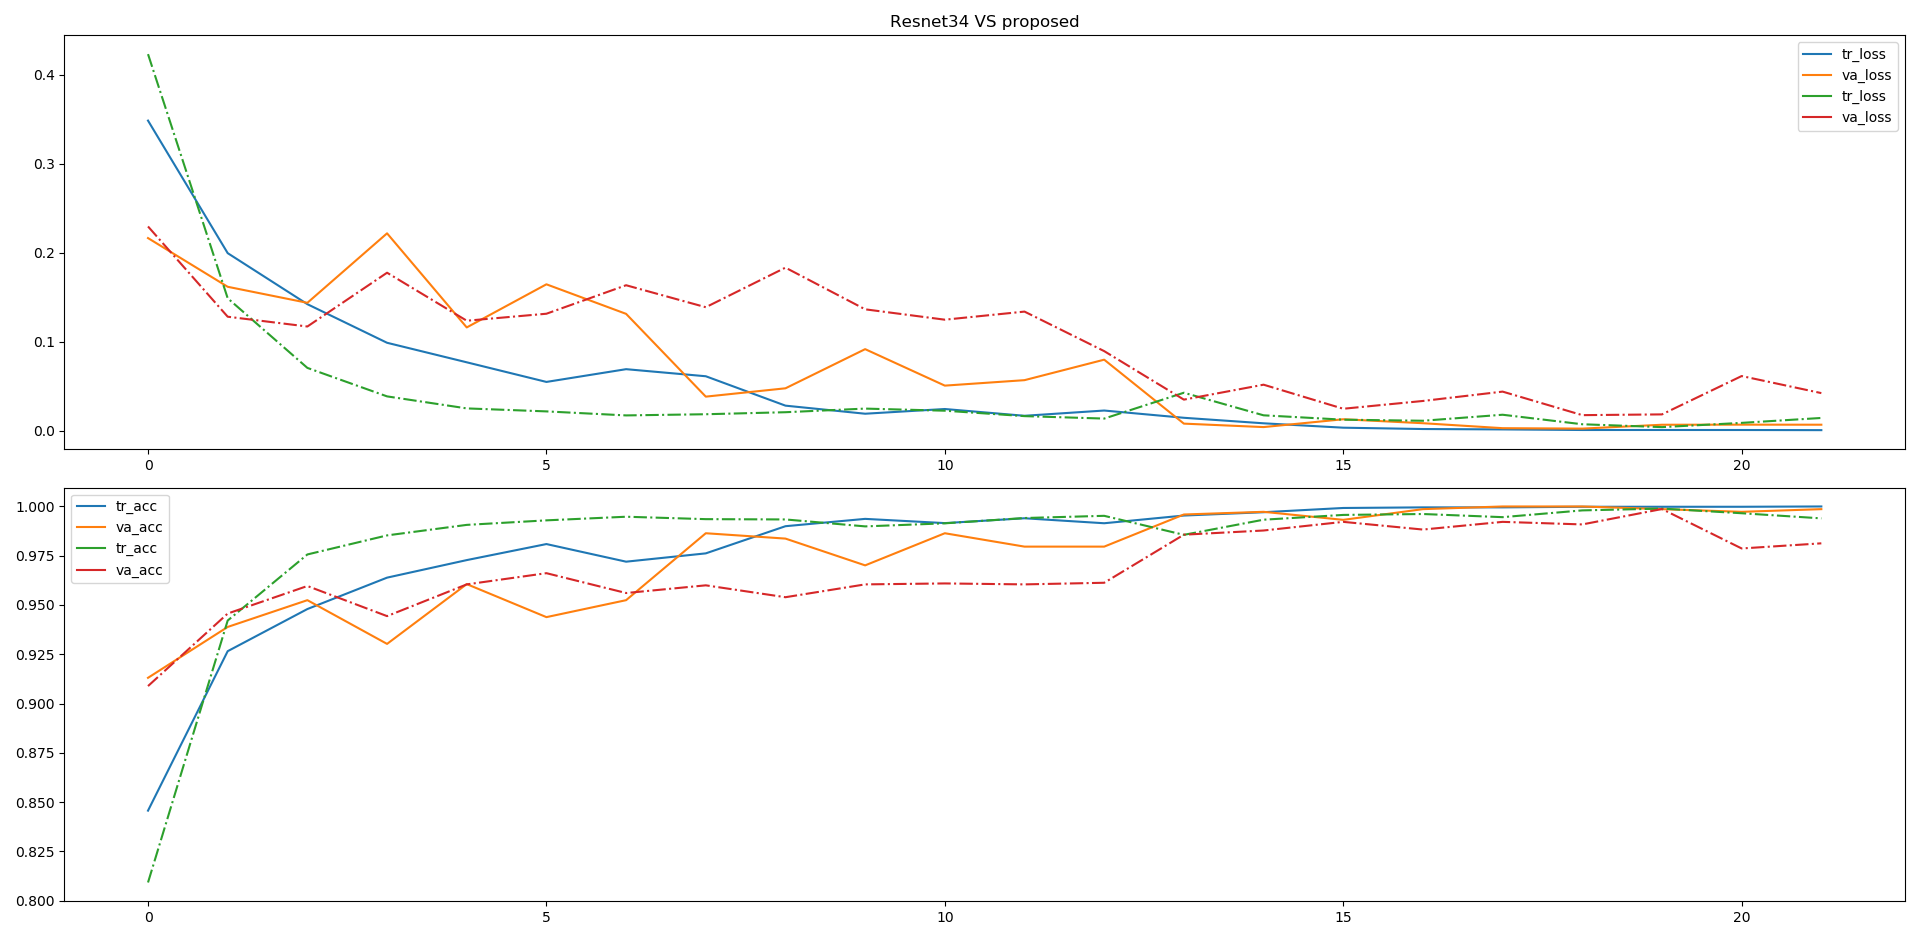 Resnet34 VS proposed
0.4
0.3
0.2
0.1
0.0
tr_loss
va_loss
tr_loss
va_loss
0 5 10 15 20
1.000
0.975
0.950
0.925
0.900
0.875
0.850
0.825
0.800
tr_acc
va_acc
tr_acc
va_acc
0 5 10 15 20